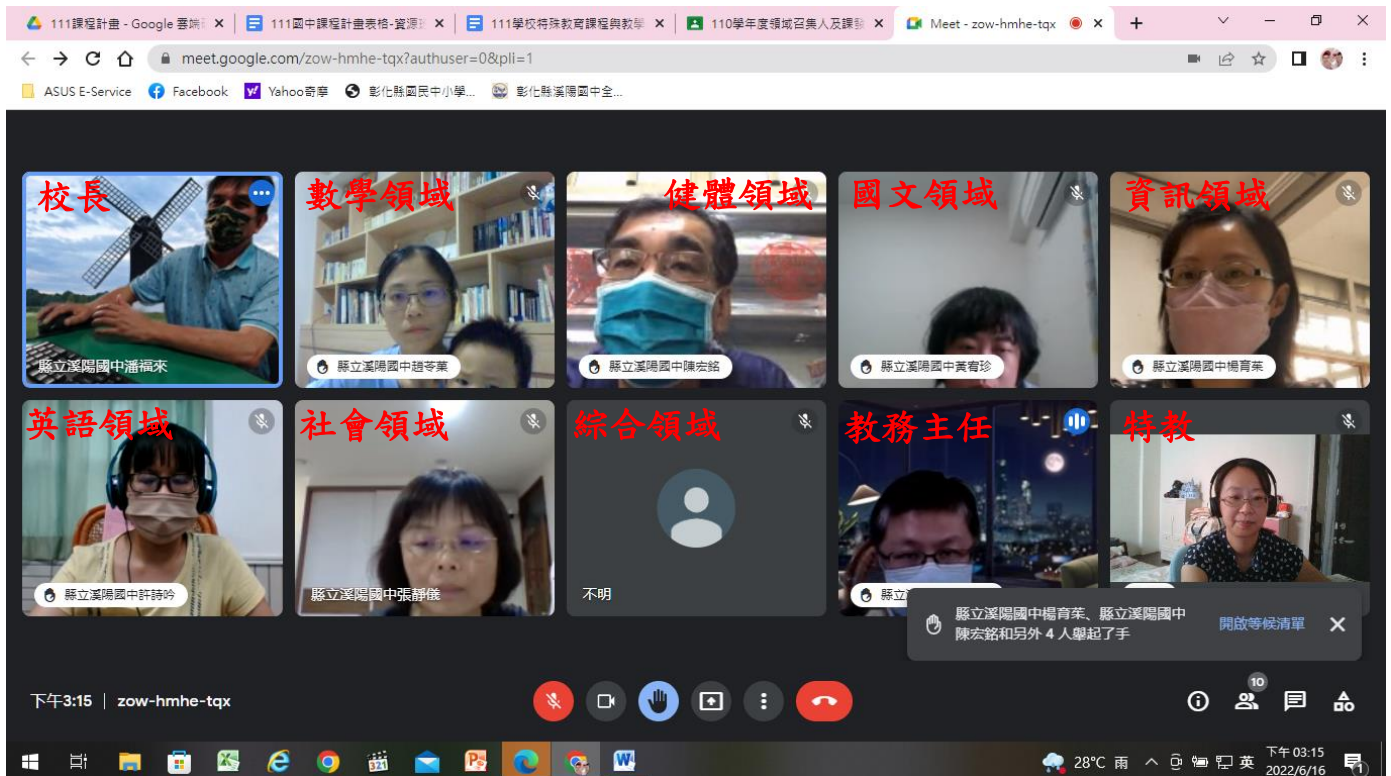 111課程計畫 - Google 雲端
111國中課程計畫表格-資源
111學校特殊教育課程與教學
110學年度領域召集人及課發
Meet - zow-hmhe-tqx
meet.google.com/zow-hmhe-tqx?authuser=0&pli=1
ASUS E-Service
Facebook
Yahoo奇摩
彰化縣國民中小學...
彰化縣溪陽國中全...
校長
數學領域
健體領域
國文領域
資訊領域
縣立溪陽國中潘福來
縣立溪陽國中趙苓葉
縣立溪陽國中陳宏銘
縣立溪陽國中黃宥珍
縣立溪陽國中楊育茱
英語領域
社會領域
綜合領域
教務主任
特教
縣立溪陽國中許詩吟
縣立溪陽國中張靜儀
不明
縣立
縣立溪陽國中楊育茱、縣立溪陽國中
陳宏銘和另外 4 人舉起了手
開啟等候清單
下午3:15 | zow-hmhe-tqx
10
28°C 雨
英
下午 03:15
2022/6/16